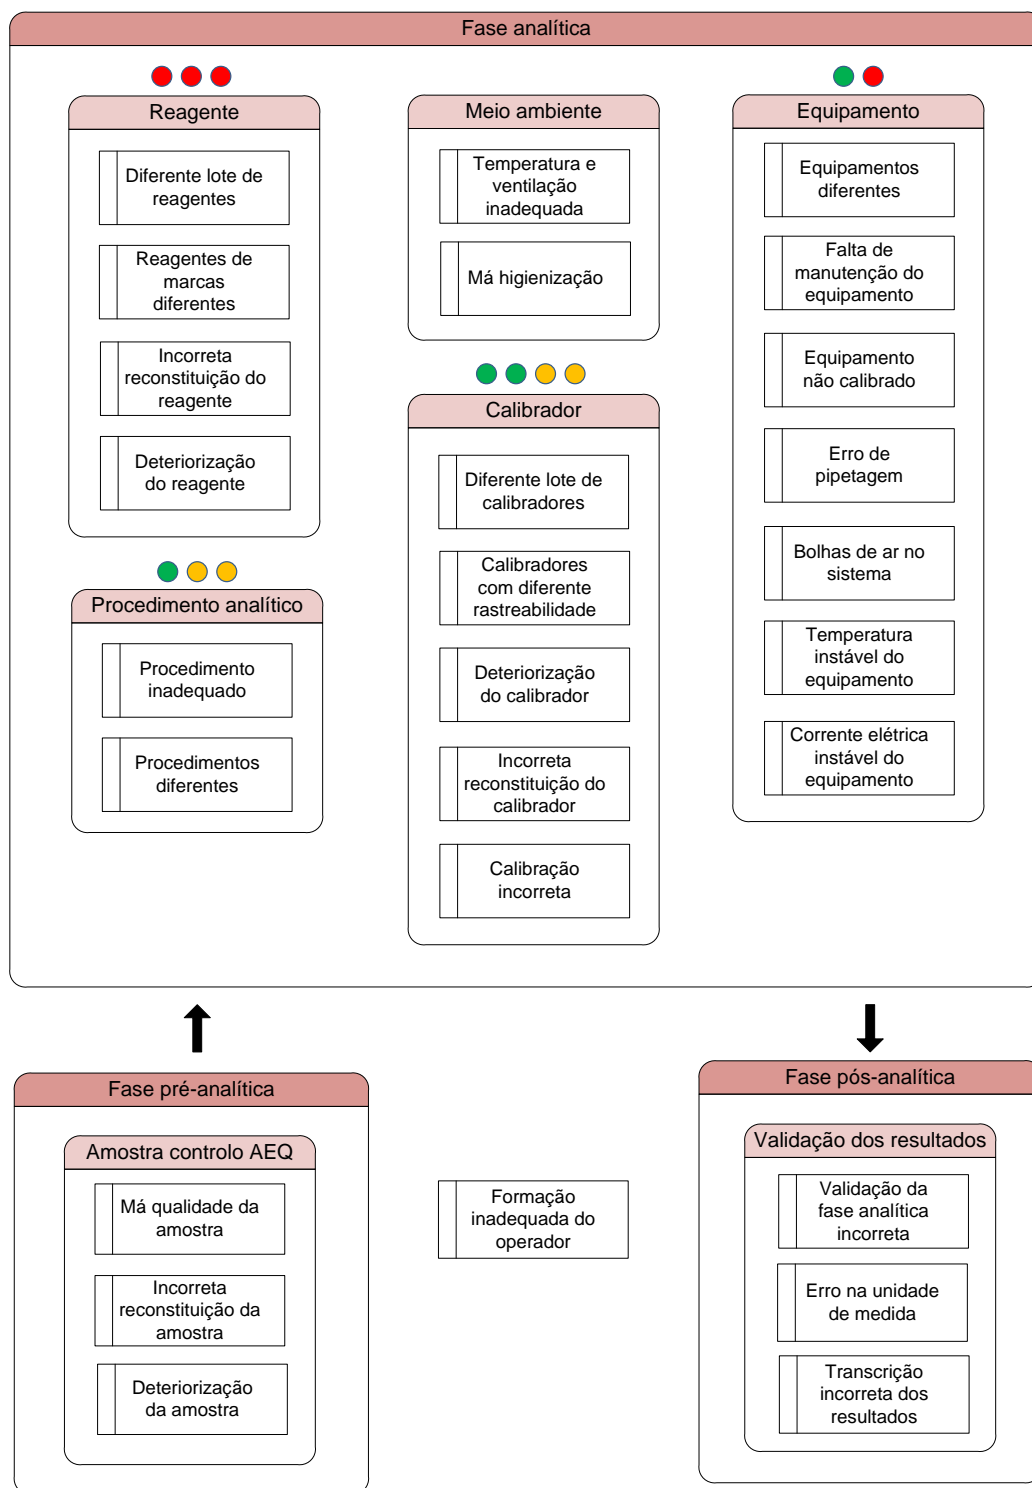 Fase analítica
Reagente
Diferente lote de
reagentes
Reagentes de
marcas
diferentes
Incorreta
reconstituição do
reagente
Deteriorização
do reagente
Procedimento analítico
Procedimento
inadequado
Procedimentos
diferentes
Meio ambiente
Temperatura e
ventilação
inadequada
Má higienização
Calibrador
Diferente lote de
calibradores
Calibradores
com diferente
rastreabilidade
Deteriorização
do calibrador
Incorreta
reconstituição do
calibrador
Calibração
incorreta
Equipamento
Equipamentos
diferentes
Falta de
manutenção do
equipamento
Equipamento
não calibrado
Erro de
pipetagem
Bolhas de ar no
sistema
Temperatura
instável do
equipamento
Corrente elétrica
instável do
equipamento
Fase pré-analítica
Amostra controlo AEQ
Má qualidade da
amostra
Incorreta
reconstituição da
amostra
Deteriorização
da amostra
Formação
inadequada do
operador
Fase pós-analítica
Validação dos resultados
Validação da
fase analítica
incorreta
Erro na unidade
de medida
Transcrição
incorreta dos
resultados